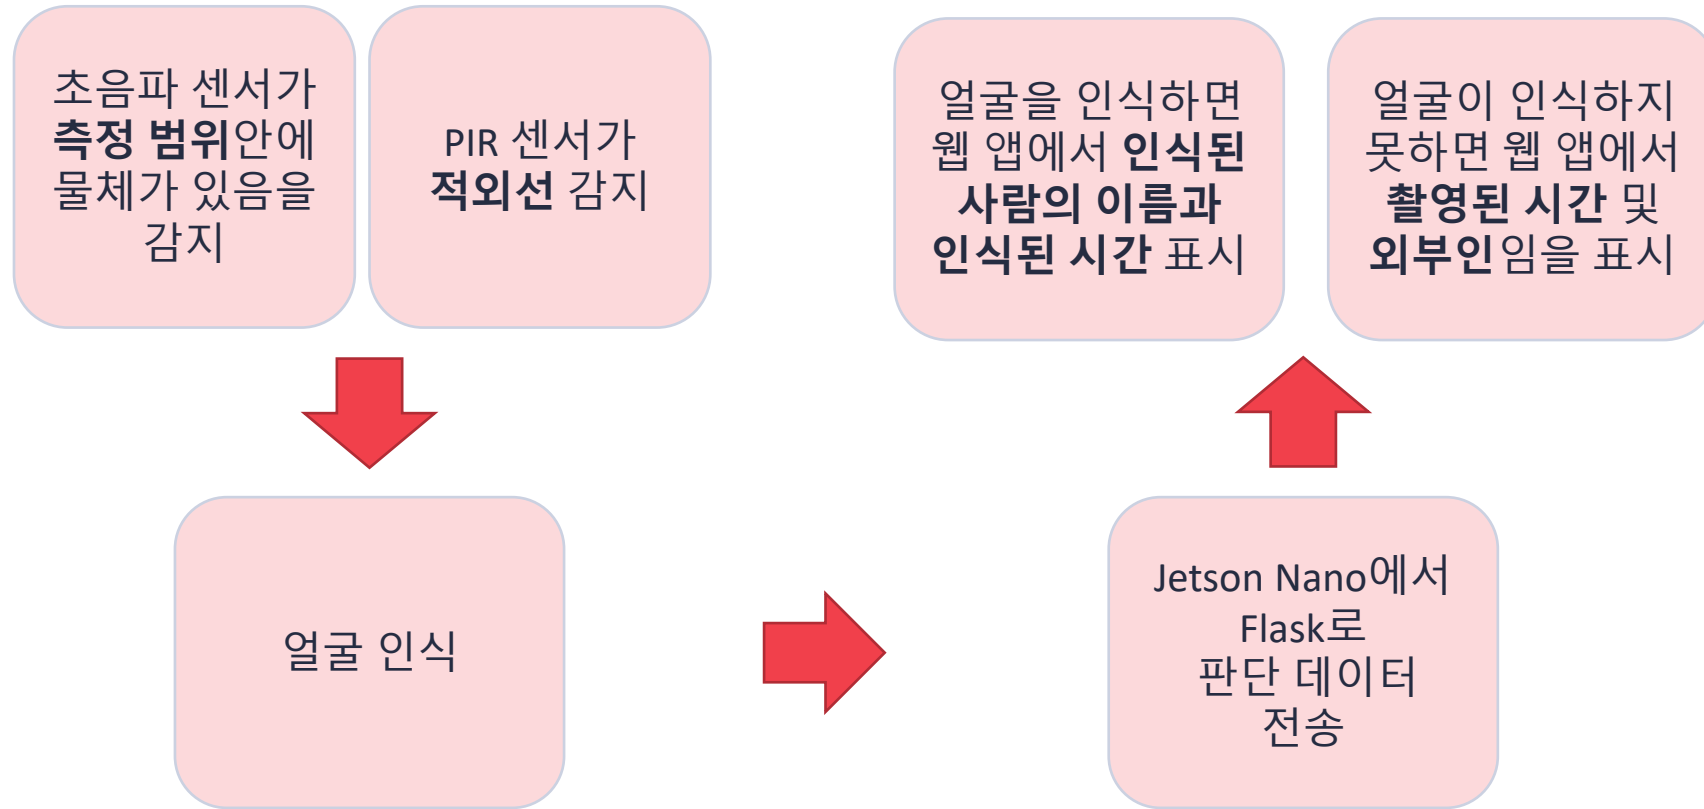 초음파 센서가
측정 범위안에
물체가 있음을
감지
PIR 센서가
적외선 감지
얼굴을 인식하면
웹 앱에서 인식된
사람의 이름과
인식된 시간 표시
얼굴이 인식하지
못하면 웹 앱에서
촬영된 시간 및
외부인임을 표시
얼굴 인식
Jetson Nano에서
Flask로
판단 데이터
전송